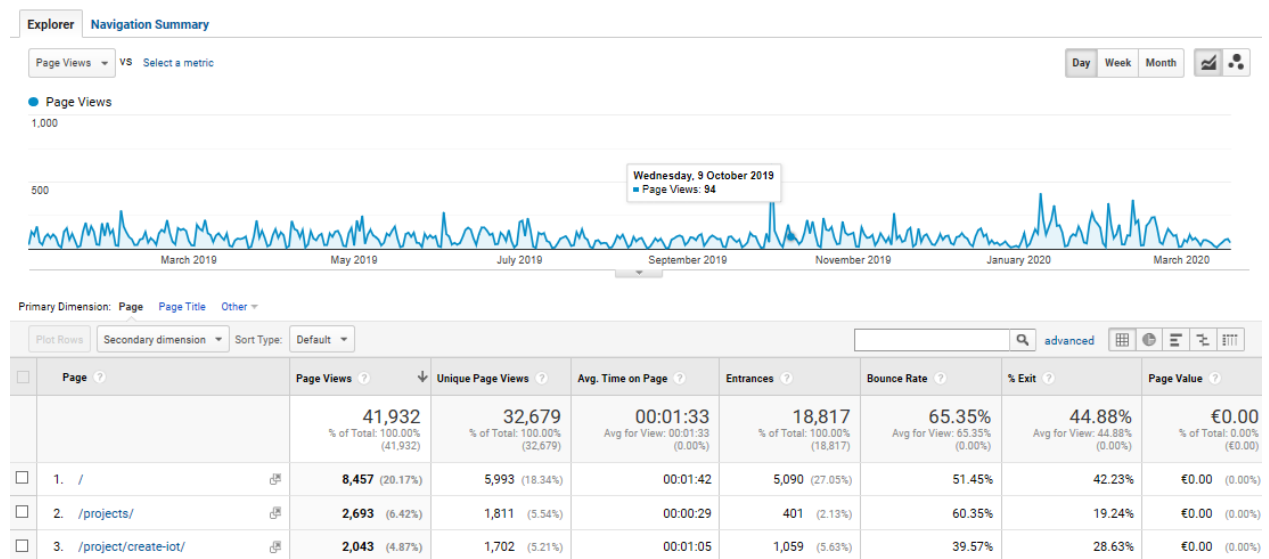 Explorer Navigation Summary
Page Views VS Select a metric Day Week Month
Page Views
1,000
500
Wednesday, 9 October 2019
Page Views: 94
March 2019 May 2019 July 2019 September 2019 November 2019 January 2020 March 2020
Primary Dimension: Page Page Title Other
Plot Rows Secondary dimension Sort Type: Default advanced
Page ? Page Views ? Unique Page Views ? Avg. Time on Page ? Entrances ? Bounce Rate ? % Exit ? Page Value ?
41,932 32,679 00:01:33 18,817 65.35% 44.88% €0.00
% of Total: 100.00% % of Total: 100.00% Avg for View: 00:01:33 % of Total: 100.00% Avg for View: 65.35% Avg for View: 44.88% % of Total: 0.00%
(41,932) (32,679) (0.00%) (18,817) (0.00%) (0.00%) (€0.00)
1. / 8,457 (20.17%) 5,993 (18.34%) 00:01:42 5,090 (27.05%) 51.45% 42.23% €0.00 (0.00%)
2. /projects/ 2,693 (6.42%) 1,811 (5.54%) 00:00:29 401 (2.13%) 60.35% 19.24% €0.00 (0.00%)
3. /project/create-iot/ 2,043 (4.87%) 1,702 (5.21%) 00:01:05 1,059 (5.63%) 39.57% 28.63% €0.00 (0.00%)